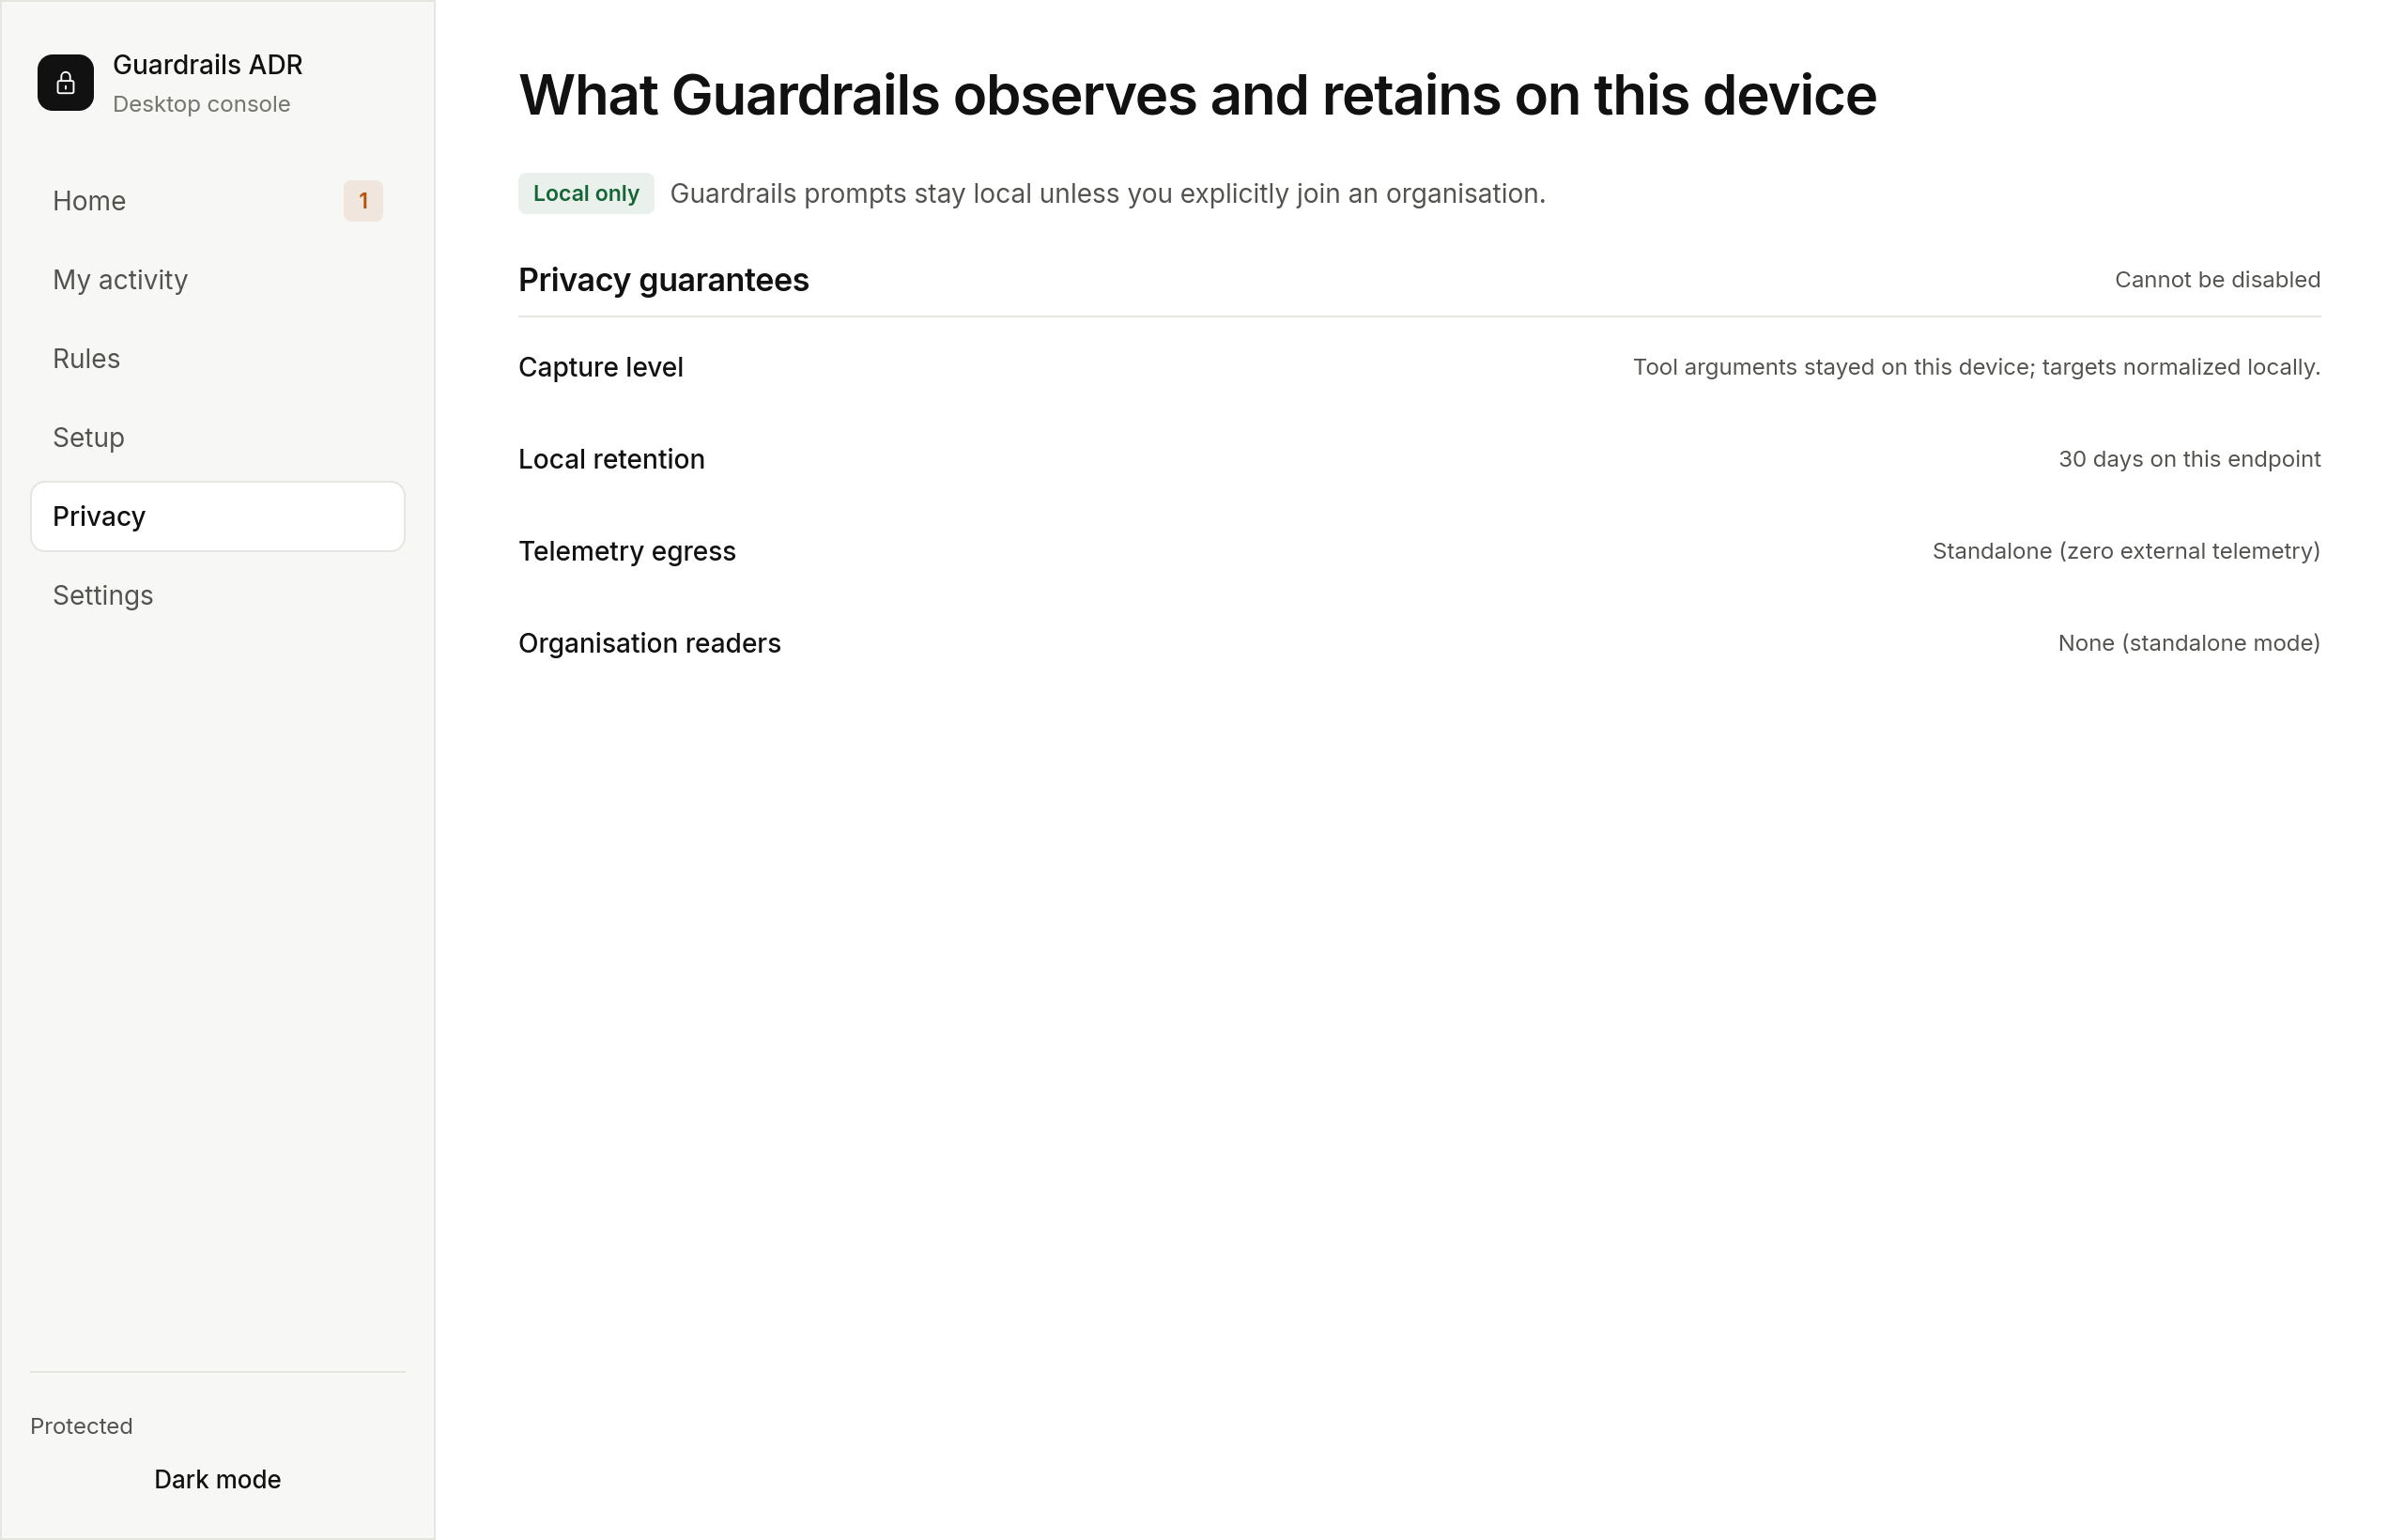 Guardrails ADR
Desktop console
Home 1
My activity
Rules
Setup
Privacy
Settings
Protected
Dark mode
What Guardrails observes and retains on this device
Local only Guardrails prompts stay local unless you explicitly join an organisation.
Privacy guarantees Cannot be disabled
Capture level Tool arguments stayed on this device; targets normalized locally.
Local retention 30 days on this endpoint
Telemetry egress Standalone (zero external telemetry)
Organisation readers None (standalone mode)